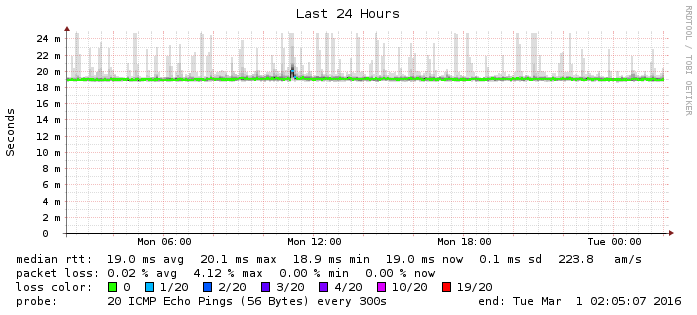 Last 24 Hours
RRDTOOL / TOBI OETIKER
Seconds
24 m
22 m
20 m
18 m
16 m
14 m
12 m
10 m
8 m
6 m
4 m
2 m
0
Mon 06:00 Mon 12:00 Mon 18:00 Tue 00:00
median rtt: 19.0 ms avg 20.1 ms max 18.9 ms min 19.0 ms now 0.1 ms sd 223.8 am/s
packet loss: 0.02 % avg 4.12 % max 0.00 % min 0.00 % now
loss color: 0 1/20 2/20 3/20 4/20 10/20 19/20
probe: 20 ICMP Echo Pings (56 Bytes) every 300s end: Tue Mar 1 02:05:07 2016